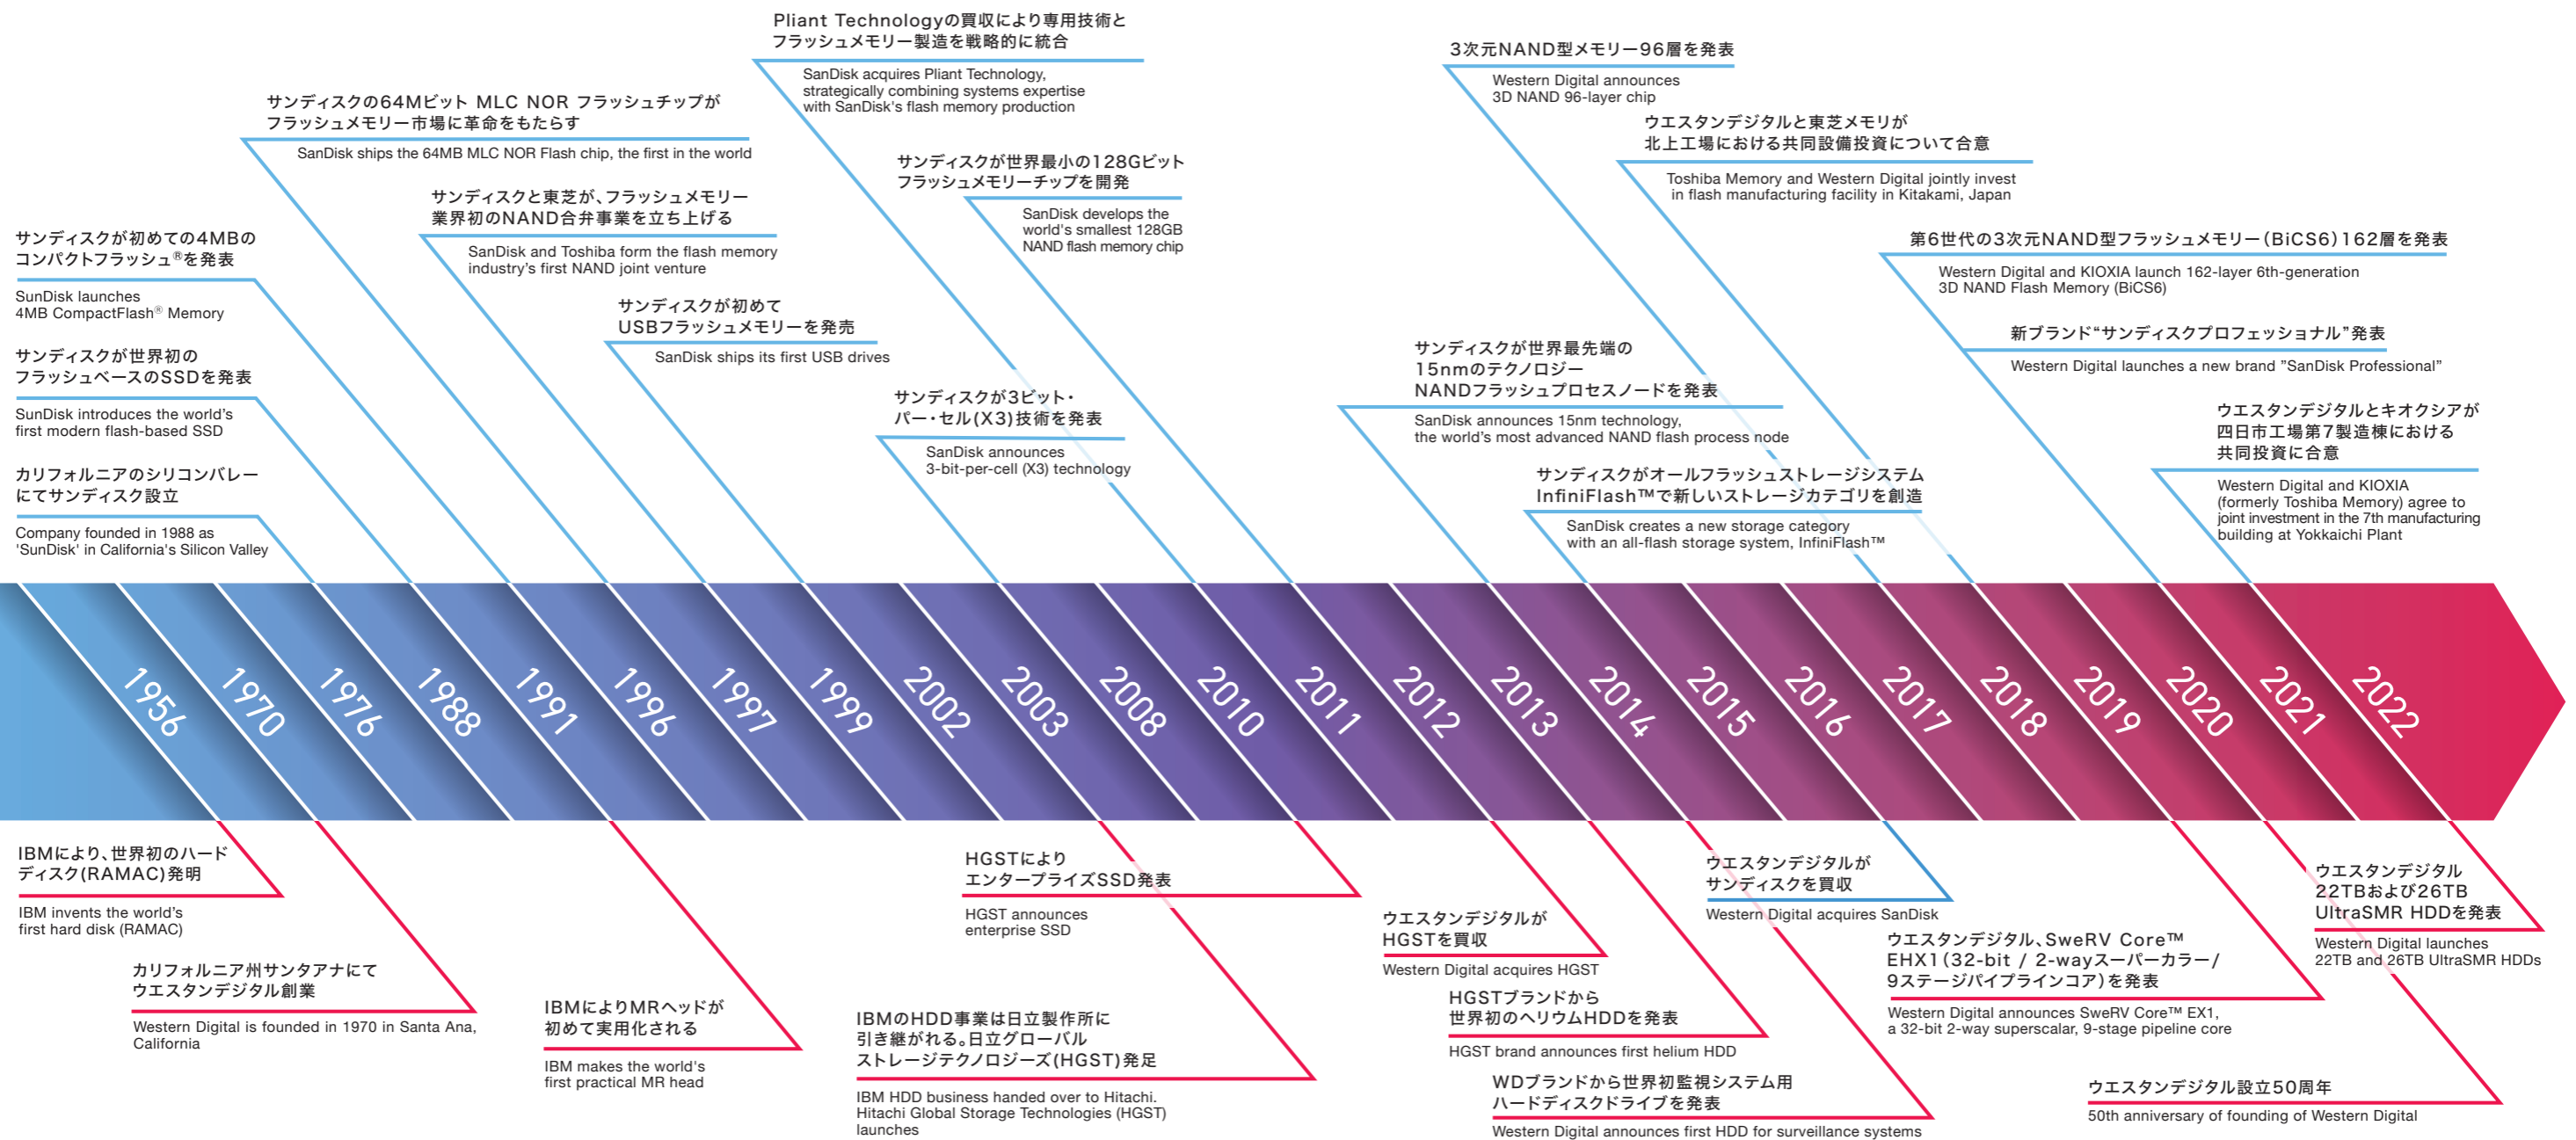 Pliant Technologyの買収により専用技術と
フラッシュメモリー製造を戦略的に統合
SanDisk acquires Pliant Technology,
strategically combining systems expertise
with SanDisk's flash memory production
3次元NAND型メモリー96層を発表
Western Digital announces
3D NAND 96-layer chip
サンディスクの64Mビット MLC NOR フラッシュチップが
フラッシュメモリー市場に革命をもたらす
SanDisk ships the 64MB MLC NOR Flash chip, the first in the world
ウエスタンデジタルと東芝メモリが
北上工場における共同設備投資について合意
Toshiba Memory and Western Digital jointly invest
in flash manufacturing facility in Kitakami, Japan
サンディスクが世界最小の128Gビット
フラッシュメモリーチップを開発
SanDisk develops the
world's smallest 128GB
NAND flash memory chip
サンディスクと東芝が、フラッシュメモリー
業界初のNAND合弁事業を立ち上げる
SanDisk and Toshiba form the flash memory
industry's first NAND joint venture
サンディスクが初めての4MBの
コンパクトフラッシュ®を発表
SunDisk launches
4MB CompactFlash® Memory
第6世代の3次元NAND型フラッシュメモリー(BiCS6)162層を発表
Western Digital and KIOXIA launch 162-layer 6th-generation
3D NAND Flash Memory (BiCS6)
サンディスクが初めて
USBフラッシュメモリーを発売
SanDisk ships its first USB drives
新ブランド“サンディスクプロフェッショナル”発表
Western Digital launches a new brand ”SanDisk Professional”
サンディスクが世界初の
フラッシュベースのSSDを発表
SunDisk introduces the world's
first modern flash-based SSD
サンディスクが世界最先端の
15nmのテクノロジー
NANDフラッシュプロセスノードを発表
SanDisk announces 15nm technology,
the world's most advanced NAND flash process node
サンディスクが3ビット・
パー・セル(X3)技術を発表
SanDisk announces
3-bit-per-cell (X3) technology
ウエスタンデジタルとキオクシアが
四日市工場第7製造棟における
共同投資に合意
Western Digital and KIOXIA
(formerly Toshiba Memory) agree to
joint investment in the 7th manufacturing
building at Yokkaichi Plant
カリフォルニアのシリコンバレー
にてサンディスク設立
Company founded in 1988 as
'SunDisk' in California's Silicon Valley
サンディスクがオールフラッシュストレージシステム
InfiniFlash™で新しいストレージカテゴリを創造
SanDisk creates a new storage category
with an all-flash storage system, InfiniFlash™
1956
1970
1976
1988
1991
1996
1997
1999
2002
2003
2008
2010
2011
2012
2013
2014
2015
2016
2017
2018
2019
2020
2021
2022
IBMにより、世界初のハード
ディスク(RAMAC)発明
IBM invents the world's
first hard disk (RAMAC)
カリフォルニア州サンタアナにて
ウエスタンデジタル創業
Western Digital is founded in 1970 in Santa Ana,
California
IBMによりMRヘッドが
初めて実用化される
IBM makes the world's
first practical MR head
HGSTにより
エンタープライズSSD発表
HGST announces
enterprise SSD
IBMのHDD事業は日立製作所に
引き継がれる。日立グローバル
ストレージテクノロジーズ(HGST)発足
IBM HDD business handed over to Hitachi.
Hitachi Global Storage Technologies (HGST)
launches
ウエスタンデジタルが
HGSTを買収
Western Digital acquires HGST
HGSTブランドから
世界初のヘリウムHDDを発表
HGST brand announces first helium HDD
WDブランドから世界初監視システム用
ハードディスクドライブを発表
Western Digital announces first HDD for surveillance systems
ウエスタンデジタルが
サンディスクを買収
Western Digital acquires SanDisk
ウエスタンデジタル、SweRV Core™
EHX1(32-bit / 2-wayスーパーカラー/
9ステージパイプラインコア)を発表
Western Digital announces SweRV Core™ EX1,
a 32-bit 2-way superscalar, 9-stage pipeline core
ウエスタンデジタル
22TBおよび26TB
UltraSMR HDDを発表
Western Digital launches
22TB and 26TB UltraSMR HDDs
ウエスタンデジタル設立50周年
50th anniversary of founding of Western Digital